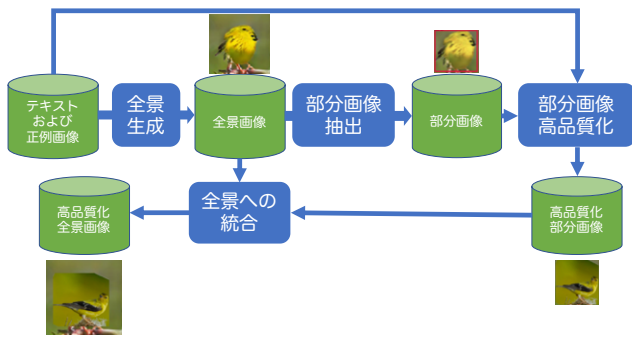 テキスト
および
正例画像
全景
生成
全景画像
部分画像
抽出
部分画像
部分画像
高品質化
高品質化
全景画像
全景への
統合
高品質化
部分画像